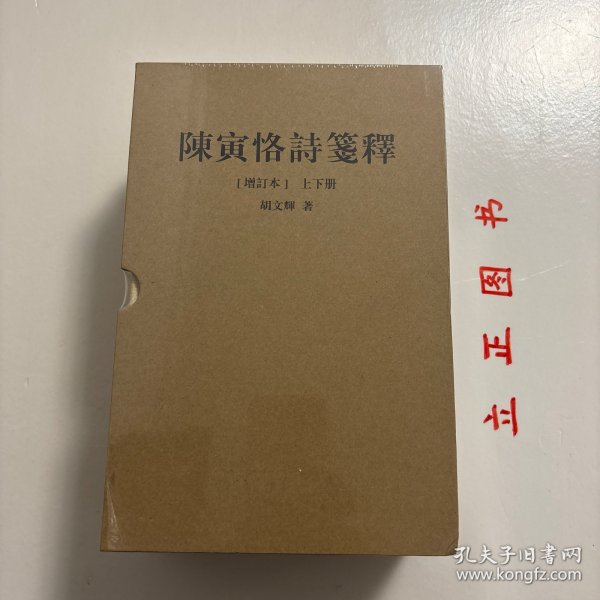 陳寅恪詩箋釋
[增訂本] 上下册
胡文輝 著
立正图书
孔夫子旧書网
www.kongfz.com